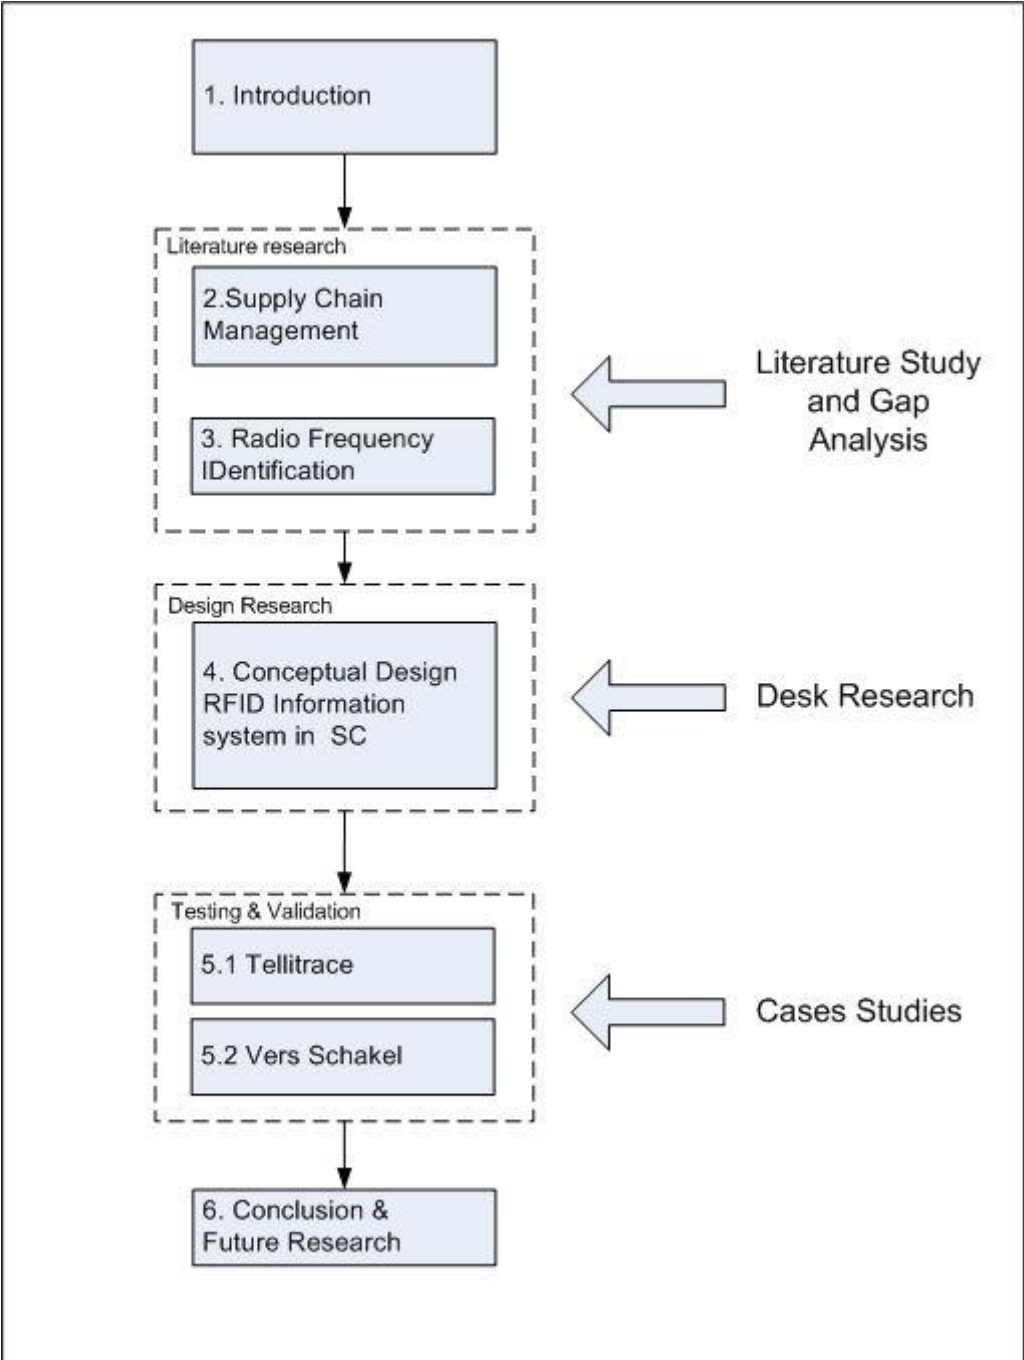 1. Introduction
Literature research
2.Supply Chain
Management
3. Radio Frequency
IDentification
Literature Study
and Gap
Analysis
Design Research
4. Conceptual Design
RFID Information
system in  SC
Desk Research
Testing & Validation
5.1 Tellitrace
5.2 Vers Schakel
Cases Studies
6. Conclusion &
Future Research